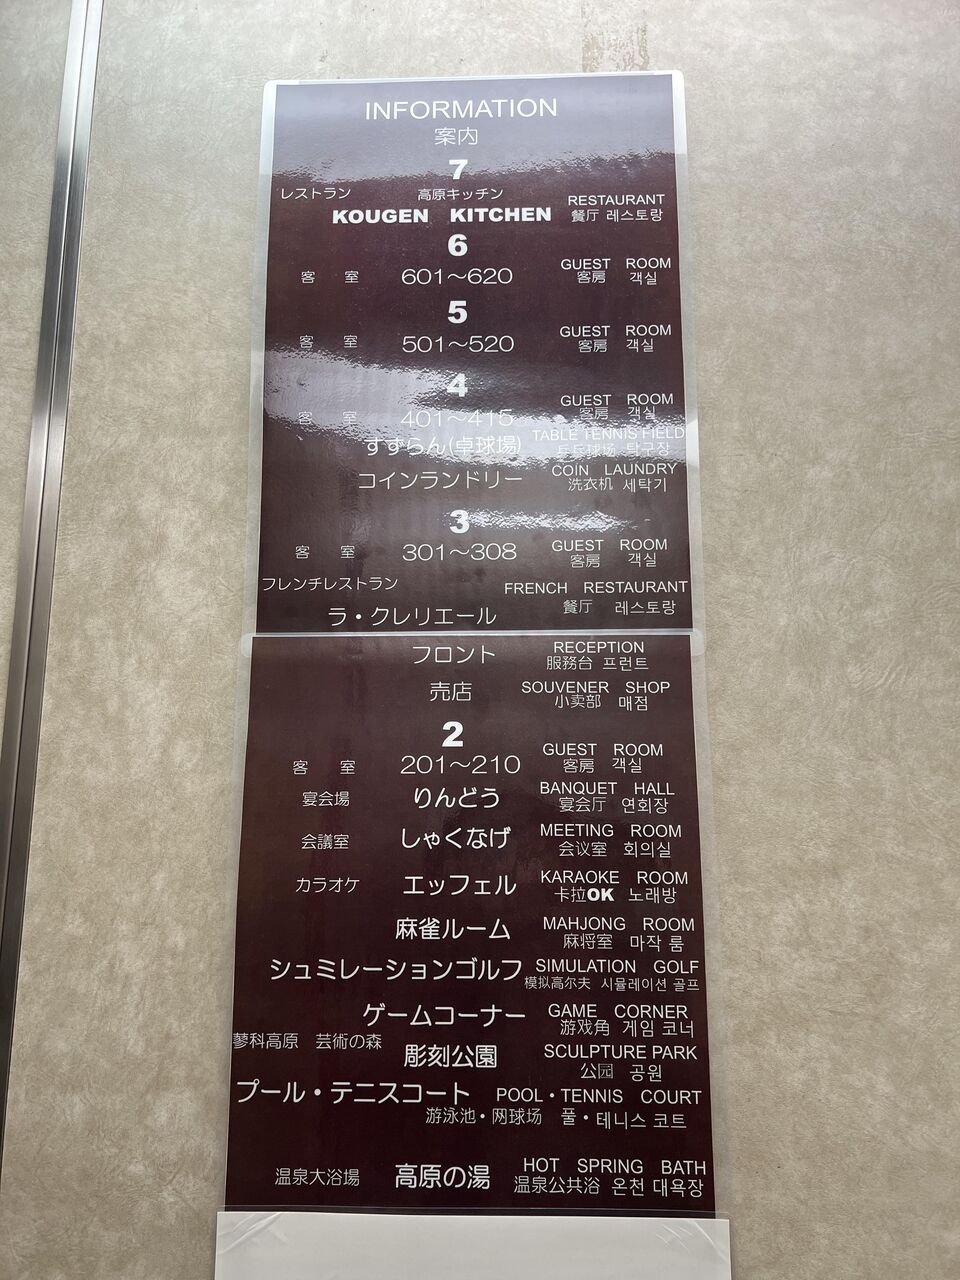 INFORMATION
案内
7
レストラン 高原キッチン RESTAURANT
KOUGEN KITCHEN 餐厅 레스토랑
6
客 室 601～620 GUEST ROOM
客房 객실
5
客 室 501～520 GUEST ROOM
客房 객실
4
客 室 401～415 GUEST ROOM
客房 객실
すずらん(卓球場) TABLE TENNIS FIELD
乒乓球场 탁구장
コインランドリー COIN LAUNDRY
洗衣机 세탁기
3
客 室 301～308 GUEST ROOM
客房 객실
フレンチレストラン FRENCH RESTAURANT
ラ・クレリエール 餐厅 레스토랑
フロント RECEPTION
服務台 프런트
売店 SOUVENER SHOP
小卖部 매점
2
客 室 201～210 GUEST ROOM
客房 객실
宴会場 りんどう BANQUET HALL
宴会厅 연회장
会議室 しゃくなげ MEETING ROOM
会议室 회의실
カラオケ エッフェル KARAOKE ROOM
卡拉OK 노래방
麻雀ルーム MAHJONG ROOM
麻将室 마작 룸
シュミレーションゴルフ SIMULATION GOLF
模拟高尔夫 시뮬레이션 골프
ゲームコーナー GAME CORNER
游戏角 게임 코너
蓼科高原 芸術の森
彫刻公園 SCULPTURE PARK
公园 공원
プール・テニスコート POOL・TENNIS COURT
游泳池・网球场 풀・테니스 코트
温泉大浴場 高原の湯 HOT SPRING BATH
温泉公共浴 온천 대욕장